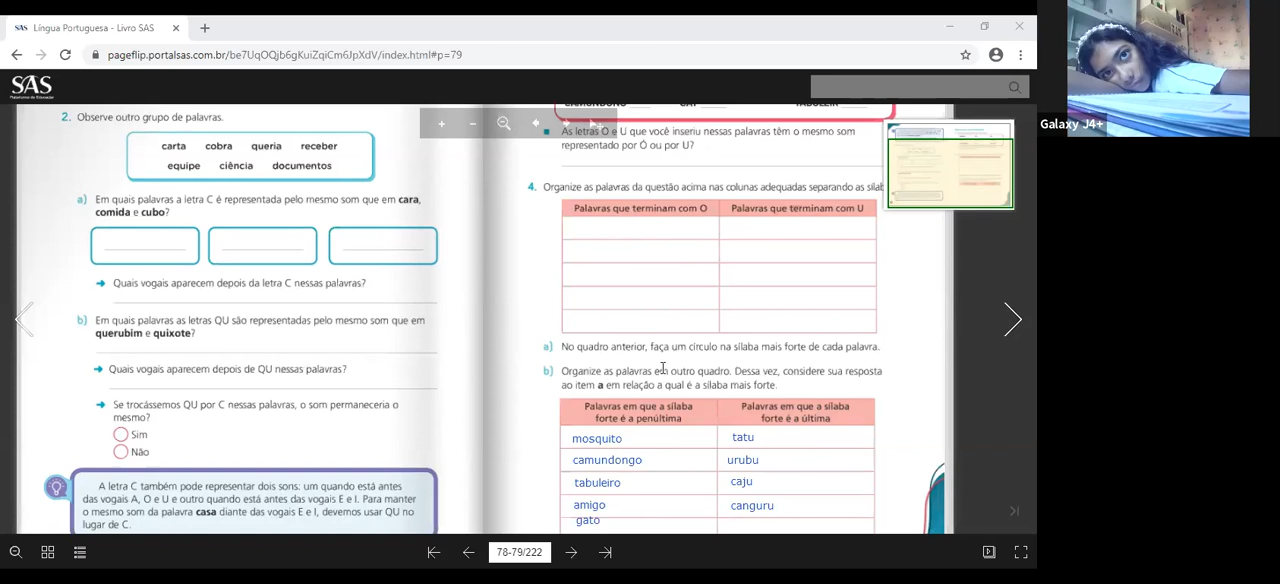 SAS Língua Portuguesa - Livro SAS
pageflip.portalsas.com.br/be7UqOQjb6gKuiZqiCm6JpXdV/index.html#p=79
SAS
2. Observe outro grupo de palavras.
carta cobra queria receber
equipe ciência documentos
a) Em quais palavras a letra C é representada pelo mesmo som que em cara,
comida e cubo?
➜ Quais vogais aparecem depois da letra C nessas palavras?
b) Em quais palavras as letras QU são representadas pelo mesmo som que em
querubim e quixote?
➜ Quais vogais aparecem depois de QU nessas palavras?
➜ Se trocássemos QU por C nessas palavras, o som permaneceria o
mesmo?
Sim
Não
A letra C também pode representar dois sons: um quando está antes
das vogais A, O e U e outro quando está antes das vogais E e I. Para manter
o mesmo som da palavra casa diante das vogais E e I, devemos usar QU no
lugar de C.
As letras O e U que você inseriu nessas palavras têm o mesmo som
representado por Ô ou por U?
4. Organize as palavras da questão acima nas colunas adequadas separando as síla
Palavras que terminam com O Palavras que terminam com U
a) No quadro anterior, faça um círculo na sílaba mais forte de cada palavra.
b) Organize as palavras em outro quadro. Dessa vez, considere sua resposta
ao item a em relação a qual é a sílaba mais forte.
Palavras em que a sílaba forte é a penúltima Palavras em que a sílaba forte é a última
mosquito tatu
camundongo urubu
tabuleiro caju
amigo canguru
gato
78-79/222
Galaxy J4+